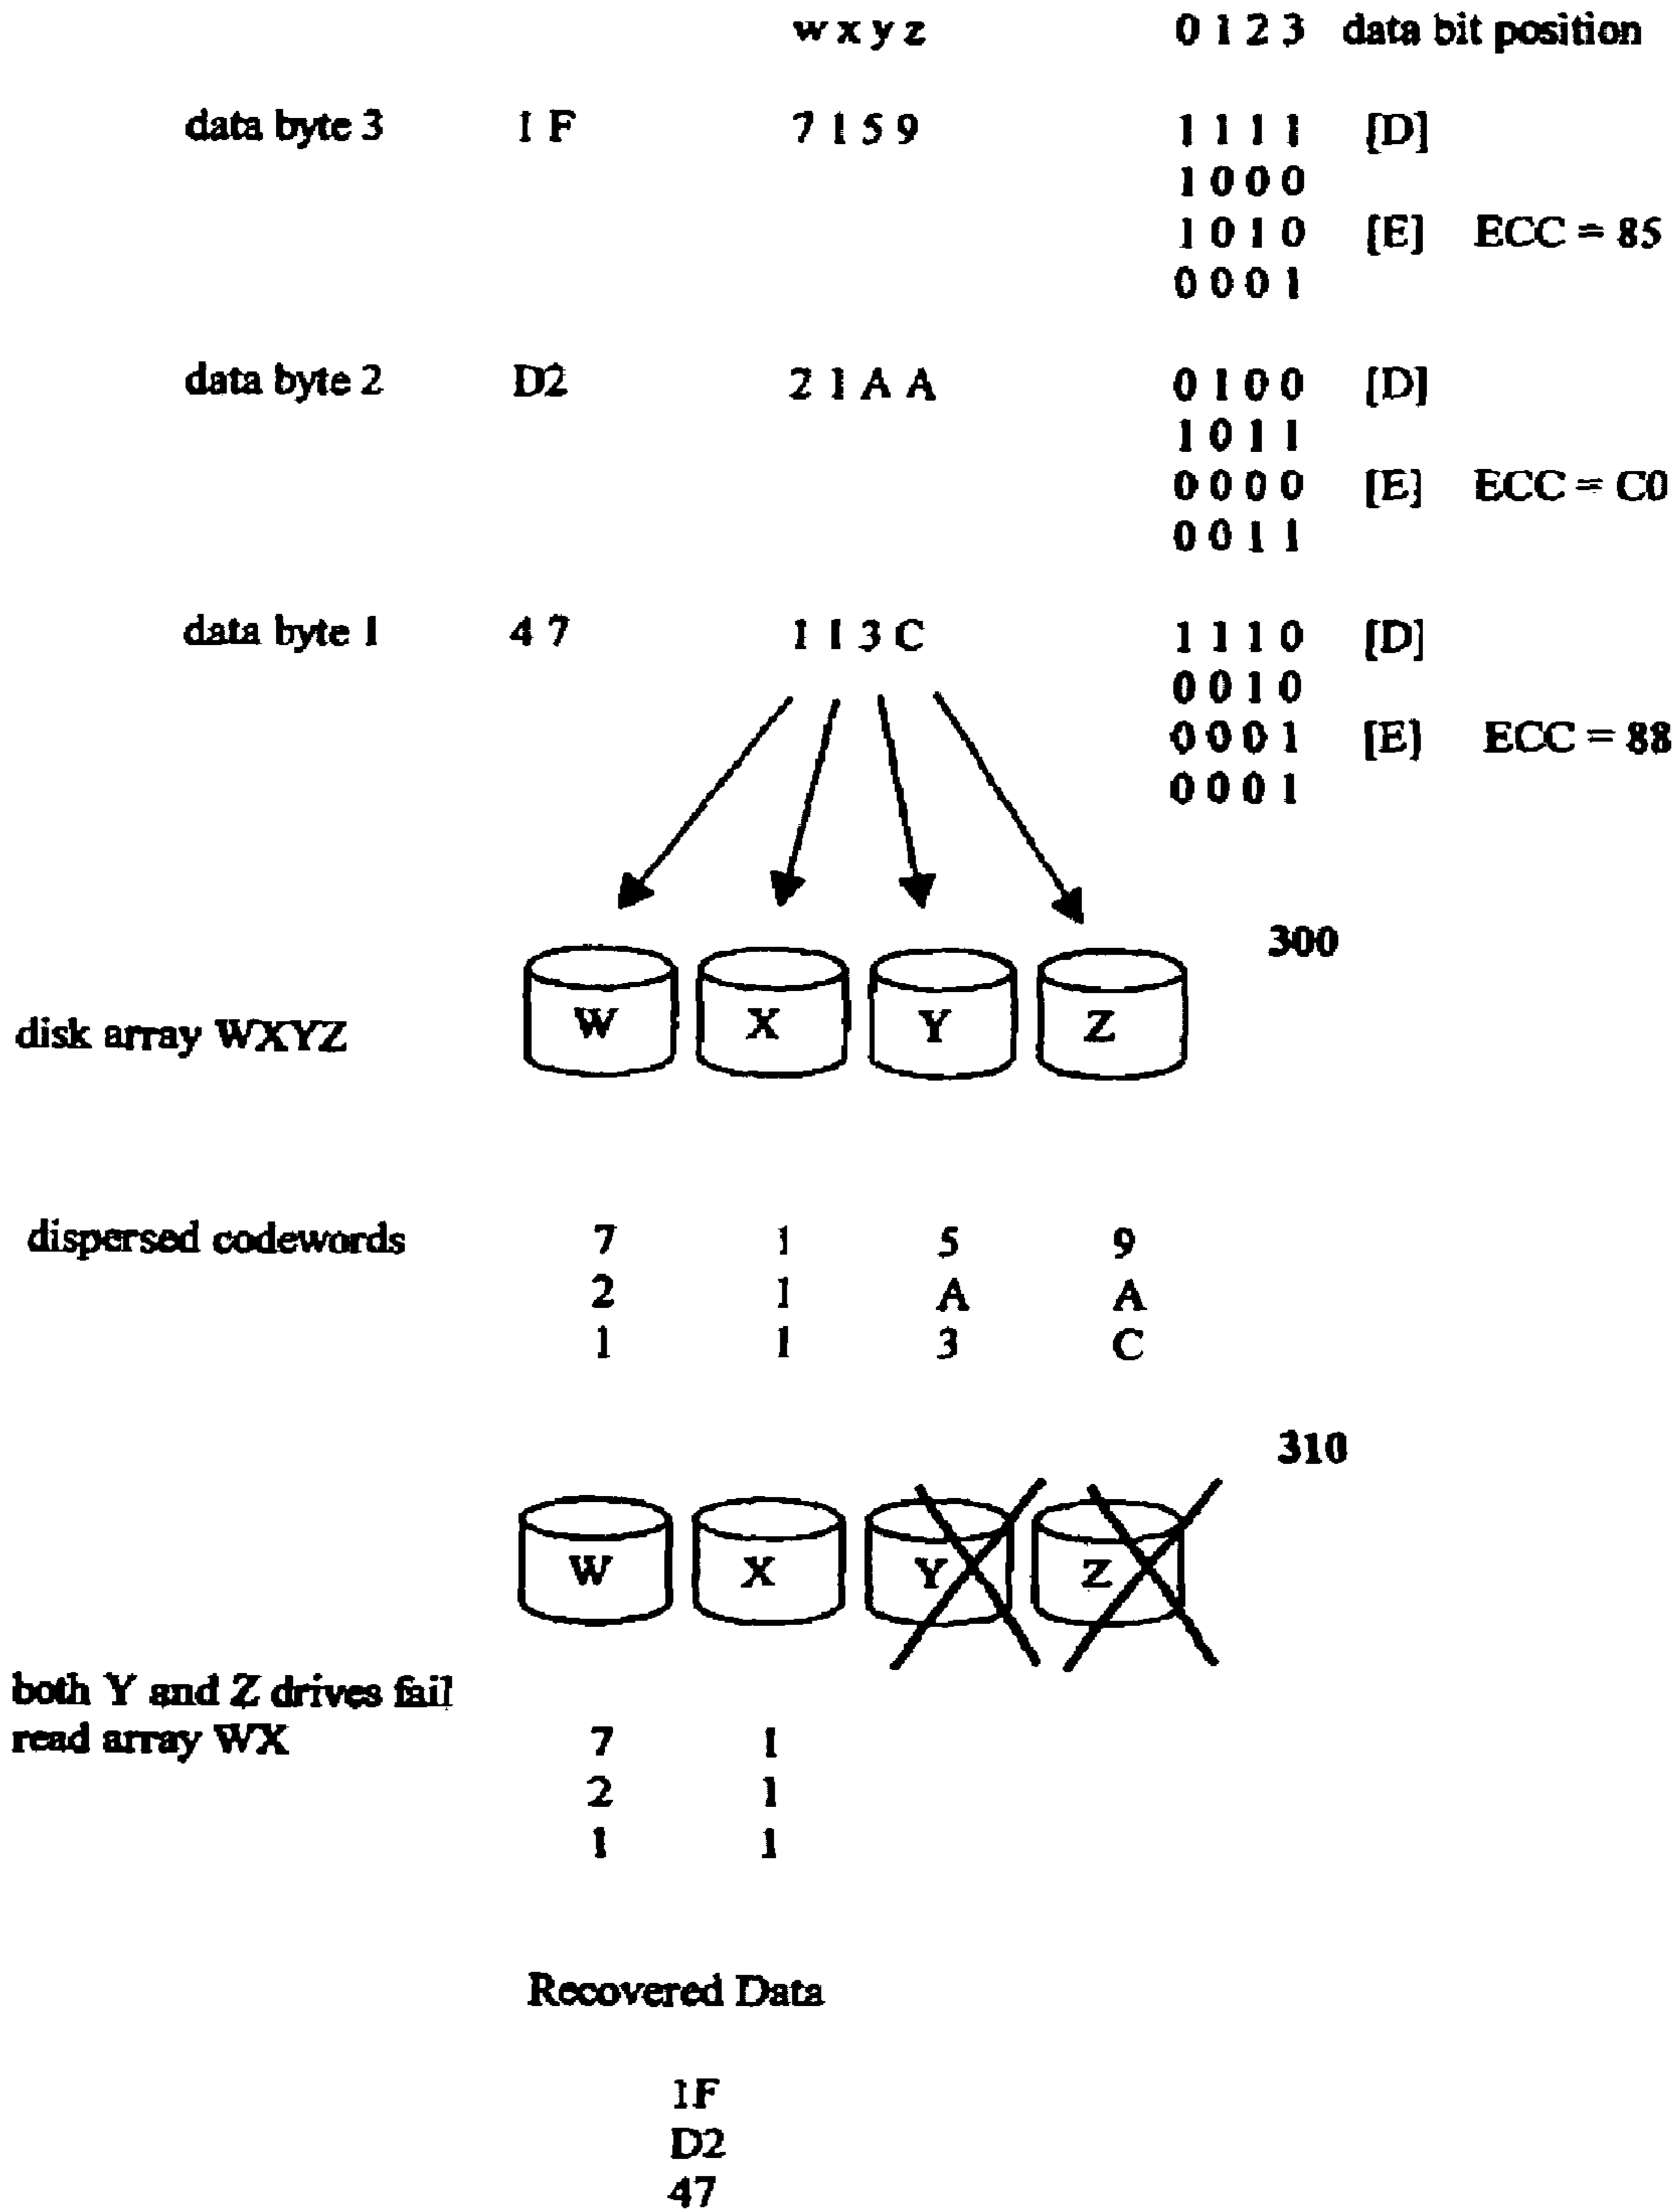 w x y z 0 1 2 3 data bit position
data byte 3 1 F 7 1 5 9 1 1 1 1 [D]
1 0 0 0
1 0 1 0 [E] ECC = 85
0 0 0 1
data byte 2 D2 2 1 A A 0 1 0 0 [D]
1 0 1 1
0 0 0 0 [E] ECC = C0
0 0 1 1
data byte 1 4 7 1 1 3 C 1 1 1 0 [D]
0 0 1 0
0 0 0 1 [E] ECC = 88
0 0 0 1
300
W X Y Z
disk array WXYZ
dispersed codewords 7 1 5 9
2 1 A A
1 1 3 C
310
W X Y Z
both Y and Z drives fail
read array WX 7 1
2 1
1 1
Recovered Data
1F
D2
47